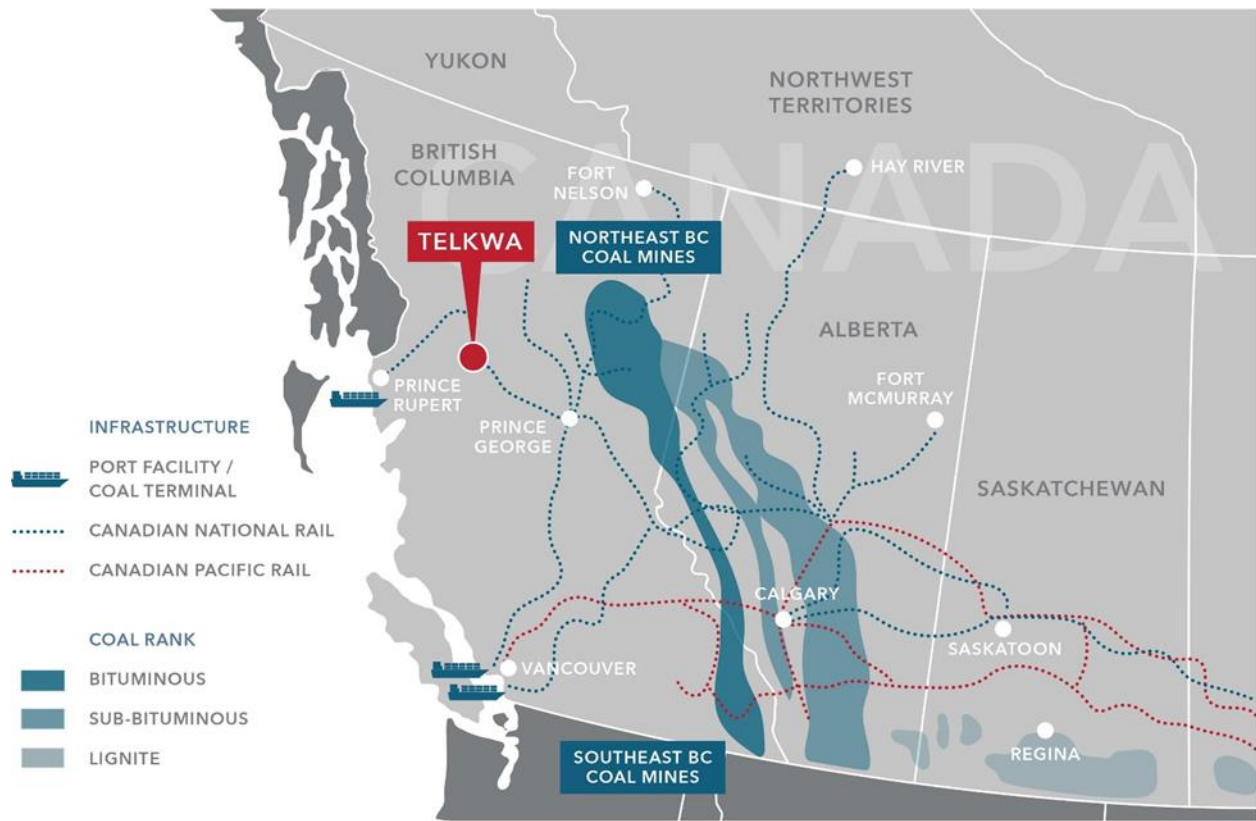 YUKON
NORTHWEST
TERRITORIES
CANADA
BRITISH
COLUMBIA
FORT
NELSON
HAY RIVER
TELKWA
NORTHEAST BC
COAL MINES
ALBERTA
PRINCE
RUPERT
FORT
MCMURRAY
PRINCE
GEORGE
SASKATCHEWAN
INFRASTRUCTURE
PORT FACILITY /
COAL TERMINAL
CANADIAN NATIONAL RAIL
CANADIAN PACIFIC RAIL
CALGARY
SASKATOON
COAL RANK
VANCOUVER
BITUMINOUS
SUB-BITUMINOUS
LIGNITE
REGINA
SOUTHEAST BC
COAL MINES